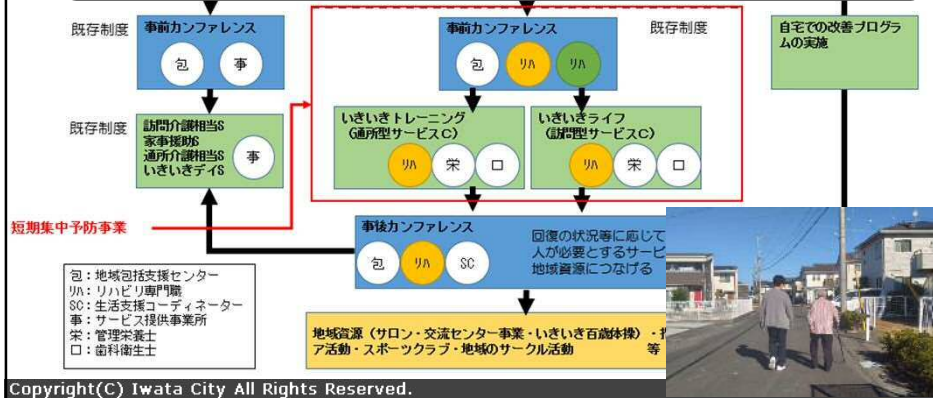 既存制度
事前カンファレンス
包
事
事前カンファレンス
包
リハ
リハ
既存制度
自宅での改善プログラ
ムの実施
既存制度
訪問介護相当S
家事援助S
通所介護相当S
いきいきデイS
事
いきいきトレーニング
(通所型サービスC)
リハ
栄
口
いきいきライフ
(訪問型サービスC)
リハ
栄
口
短期集中予防事業
事後カンファレンス
包
リハ
SC
回復の状況等に応じて
人が必要とするサービ
地域資源につなげる
包:地域包括支援センター
リハ:リハビリ専門職
SC:生活支援コーディネーター
事:サービス提供事業所
栄:管理栄養士
口:歯科衛生士
地域資源(サロン・交流センター事業・いきいき百歳体操)・
ア活動・スポーツクラブ・地域のサークル活動 等
Copyright(C) Iwata City All Rights Reserved.